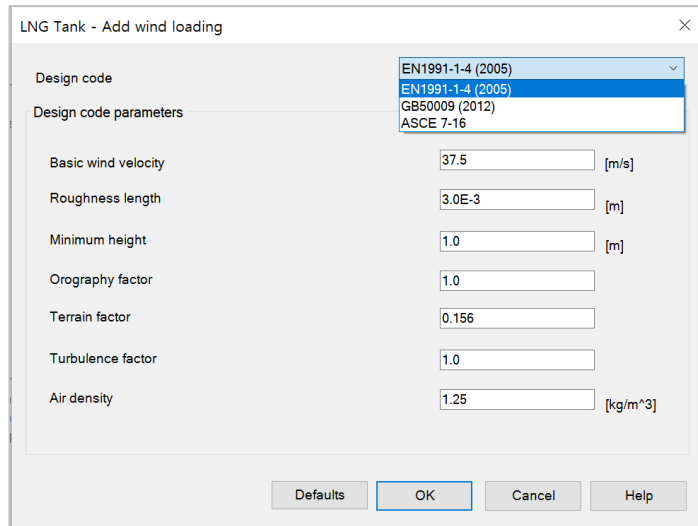 LNG Tank - Add wind loading
Design code
EN1991-1-4 (2005)
EN1991-1-4 (2005)
GB50009 (2012)
ASCE 7-16
Design code parameters
Basic wind velocity 37.5 [m/s]
Roughness length 3.0E-3 [m]
Minimum height 1.0 [m]
Orography factor 1.0
Terrain factor 0.156
Turbulence factor 1.0
Air density 1.25 [kg/m^3]
Defaults OK Cancel Help